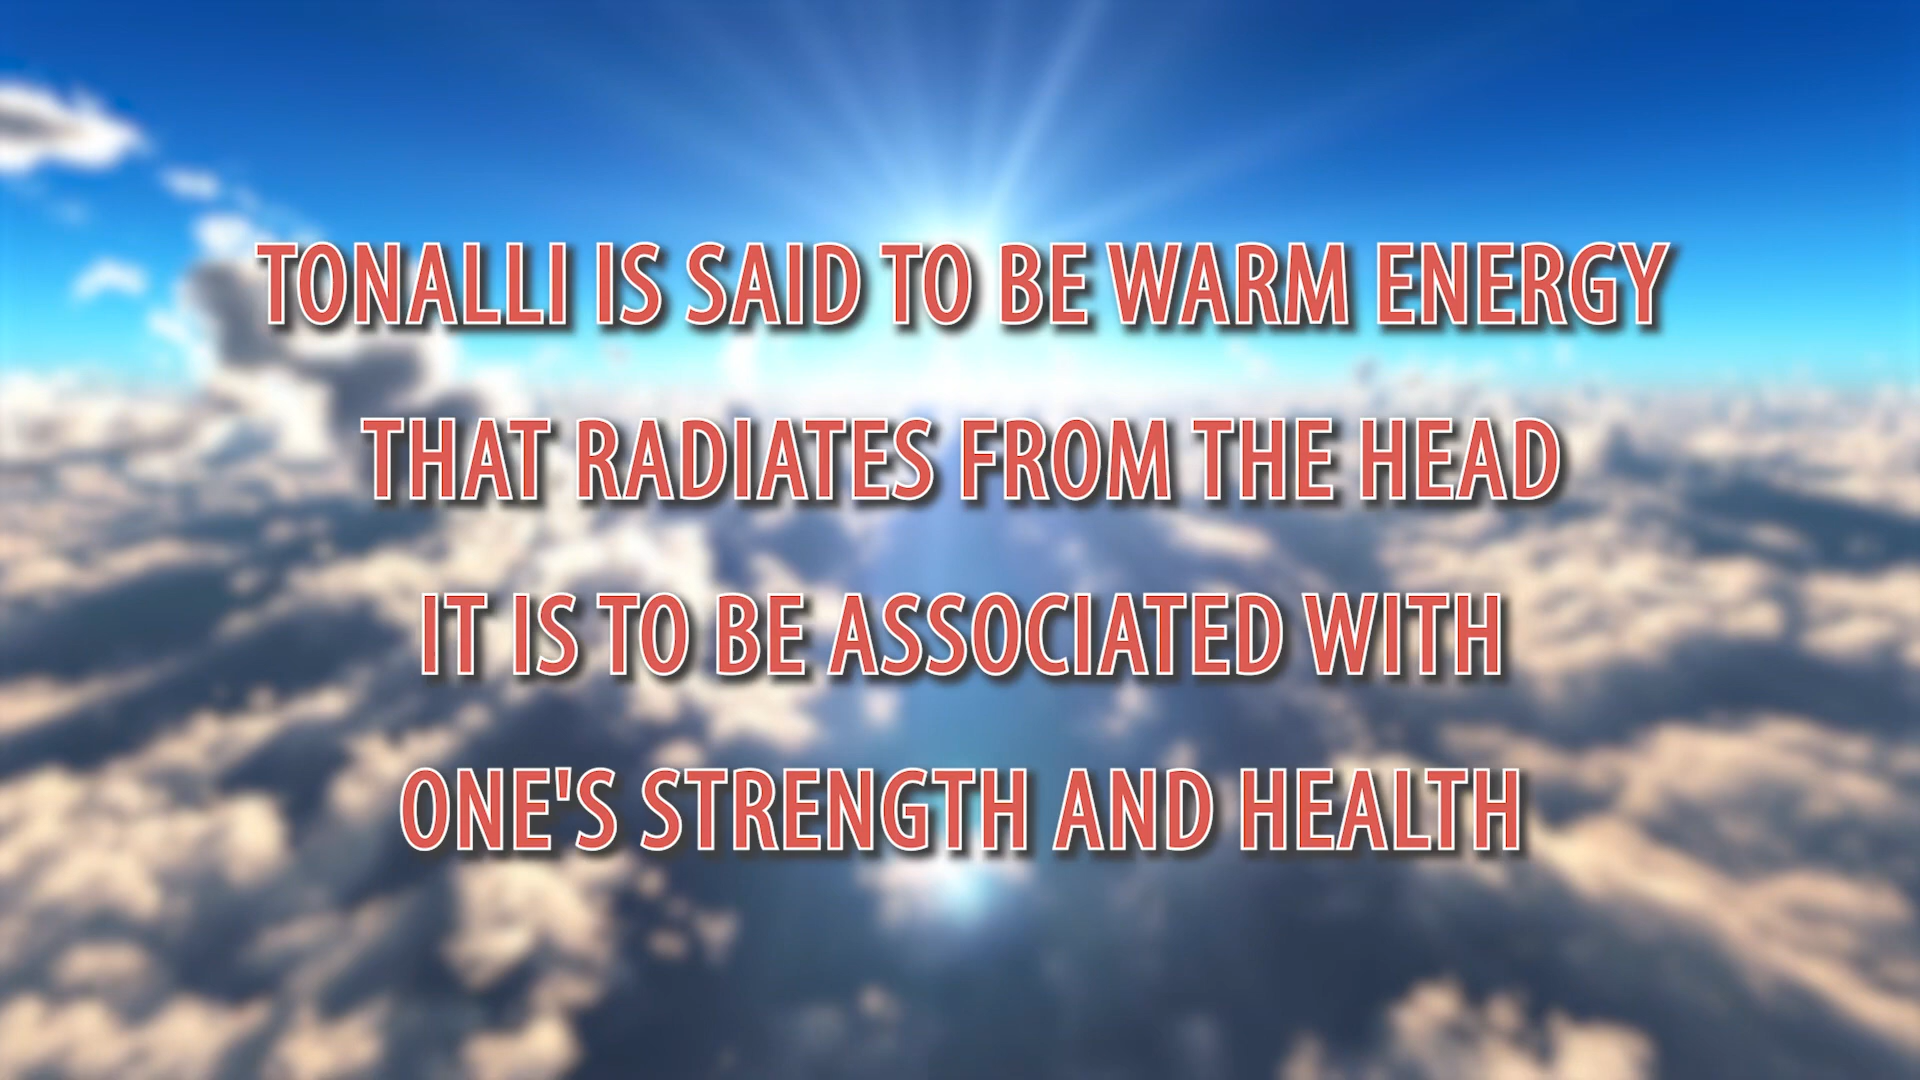 TONALLI IS SAID TO BE WARM ENERGY
THAT RADIATES FROM THE HEAD
IT IS TO BE ASSOCIATED WITH
ONE'S STRENGTH AND HEALTH